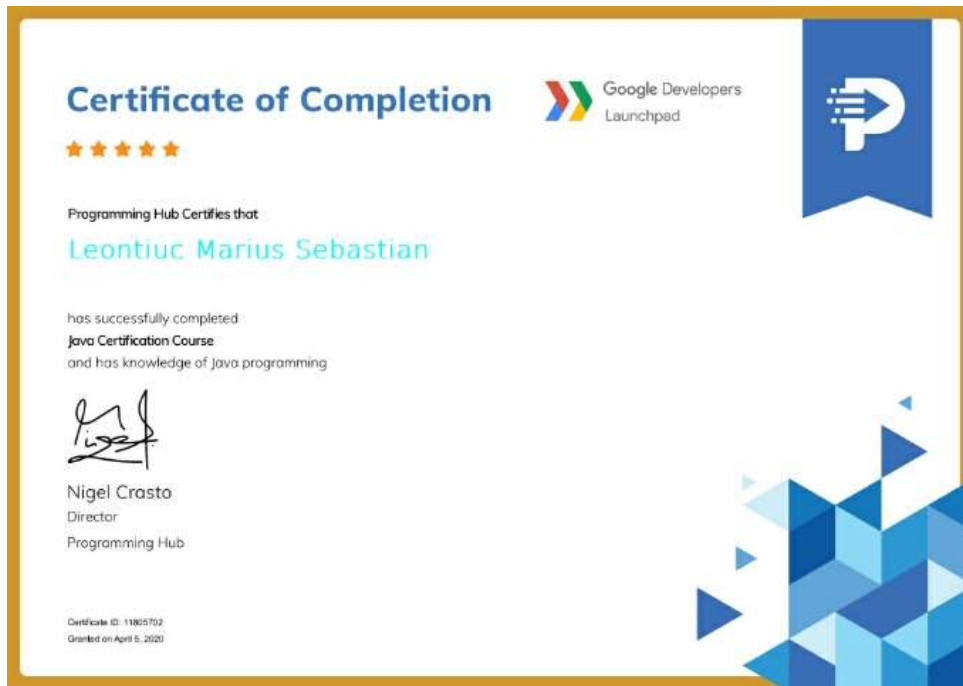 Certificate of Completion
Google Developers
Launchpad
Programming Hub Certifies that
Leontiuc Marius Sebastian
has successfully completed
Java Certification Course
and has knowledge of Java programming
Nigel Crasto
Director
Programming Hub
Certificate ID: 11805702
Granted on April 5, 2020